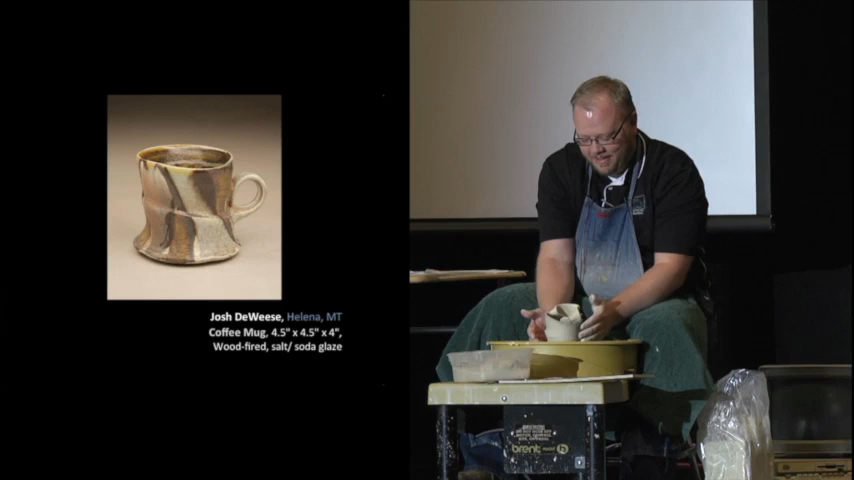 Josh DeWeese, Helena, MT
Coffee Mug, 4.5" x 4.5" x 4",
Wood-fired, salt/ soda glaze
brent